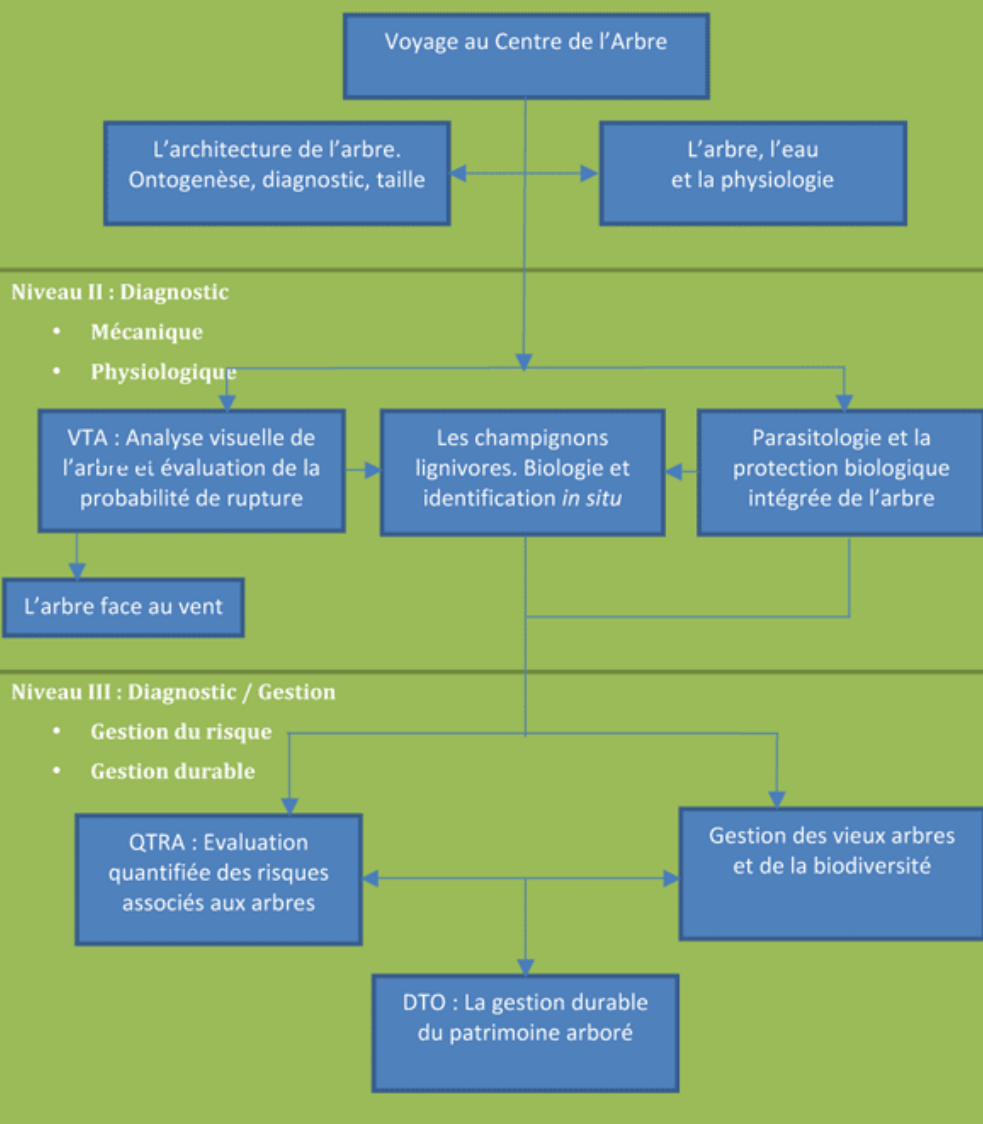 Voyage au Centre de l’Arbre
L’architecture de l’arbre.
Ontogenèse, diagnostic, taille
L’arbre, l’eau
et la physiologie
Niveau II : Diagnostic
• Mécanique
• Physiologique
VTA : Analyse visuelle de
l’arbre et évaluation de la
probabilité de rupture
Les champignons
lignivores. Biologie et
identification in situ
Parasitologie et la
protection biologique
intégrée de l’arbre
L’arbre face au vent
Niveau III : Diagnostic / Gestion
• Gestion du risque
• Gestion durable
QTRA : Evaluation
quantifiée des risques
associés aux arbres
Gestion des vieux arbres
et de la biodiversité
DTO : La gestion durable
du patrimoine arboré